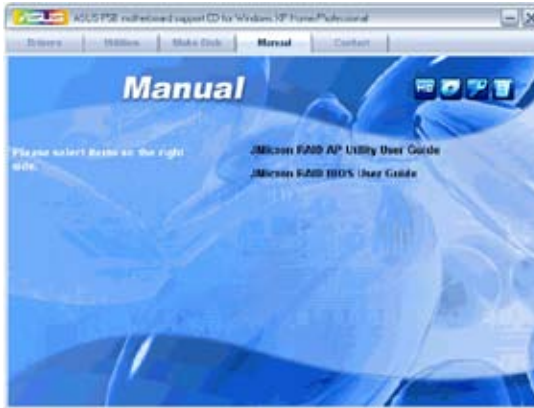 ASUS P5B motherboard support CD for Windows XP Home/Professional
Drivers Utilities Make Disk Manual Contact
Manual
Please select items on the right side.
JMicron RAID AP Utility User Guide
JMicron RAID BIOS User Guide